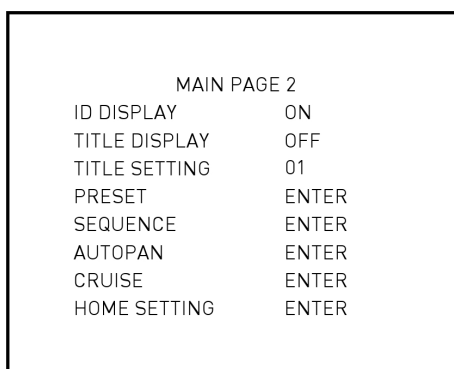 MAIN PAGE 2
ID DISPLAY ON
TITLE DISPLAY OFF
TITLE SETTING 01
PRESET ENTER
SEQUENCE ENTER
AUTOPAN ENTER
CRUISE ENTER
HOME SETTING ENTER